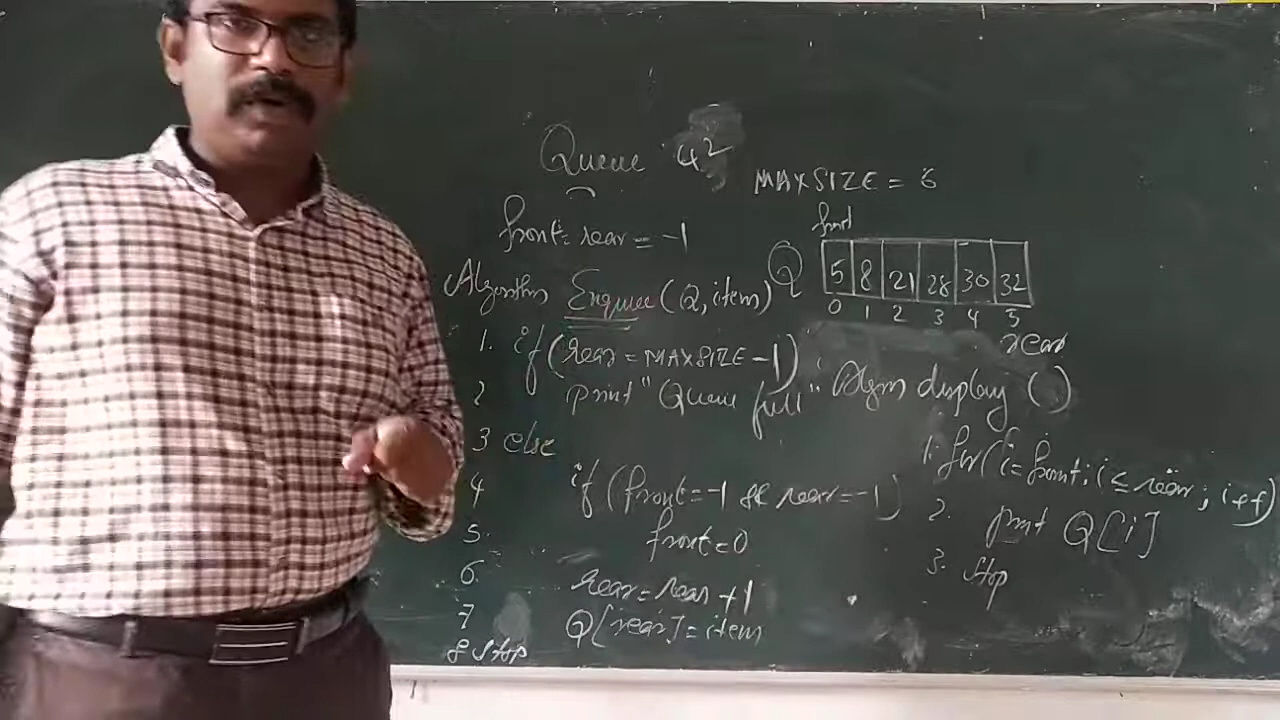 Queue 42
MAXSIZE = 6
front = rear = -1
front
Q 5 8 21 28 30 32
0 1 2 3 4 5
rear
Algorithm Enqueue (Q, item)
1. if (rear = MAXSIZE -1)
2 print "Queue full"
3 else
4 if (front = -1 && rear = -1)
5. front = 0
6. rear = rear +1
7 Q[rear] = item
8 Stop
Algm display ()
1. for (i = front; i ≤ rear; i++)
2. print Q[i]
3. Stop